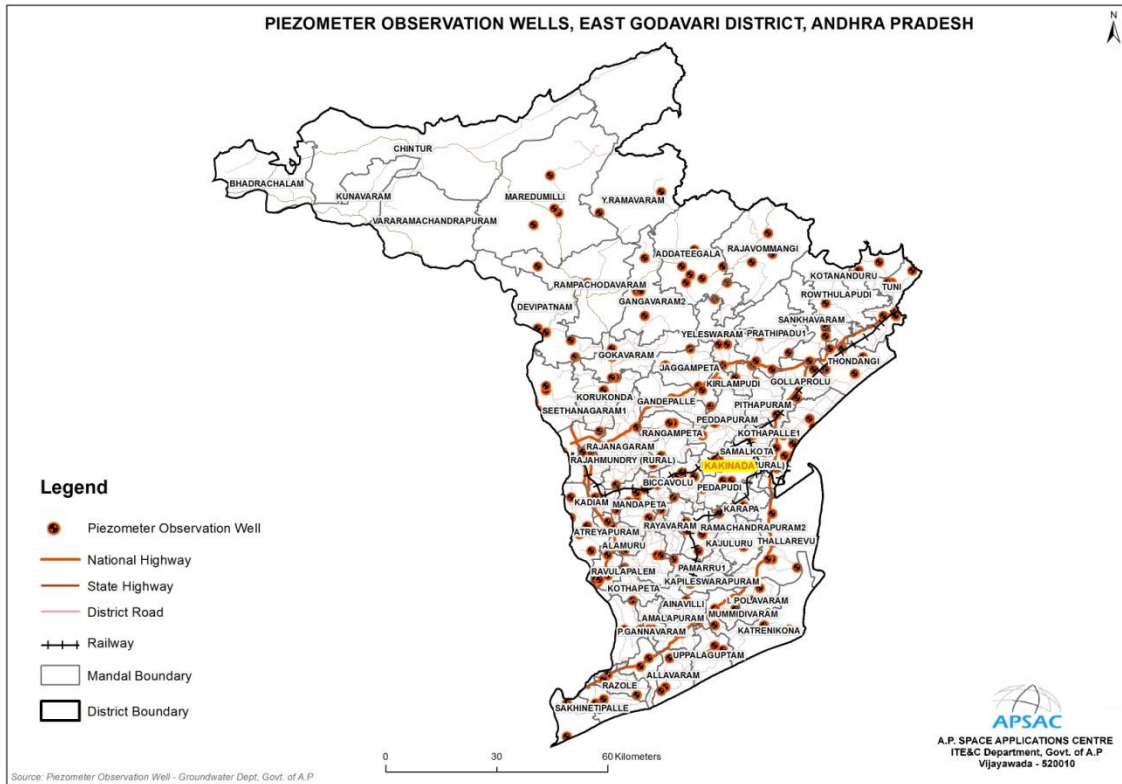 PIEZOMETER OBSERVATION WELLS, EAST GODAVARI DISTRICT, ANDHRA PRADESH
N
CHINTUR
BHADRACHALAM
KUNAVARAM
MAREDUMILLI
Y.RAMAVARAM
VARARAMACHANDRAPURAM
ADDATEEGALA
RAJAVOMMANGI
KOTANANDURU
RAMPACHODAVARAM
TUNI
ROWTHULAPUDI
GANGAVARAM2
DEVIPATNAM
SANKHAVARAM
YELESWARAM
PRATHIPADU1
GOKAVARAM
THONDANGI
JAGGAMPETA
GOLLAPROLU
KIRLAMPUDI
KORUKONDA
GANDEPALLE
PITHAPURAM
SEETHANAGARAM1
PEDDAPURAM
RANGAMPETA
KOTHAPALLE1
RAJANAGARAM
SAMALKOTA
RAJAHMUNDRY (RURAL)
KAKINADA
URAL)
BICCAVOLU
PEDAPUDI
KADIAM
MANDAPETA
KARAPA
RAYAVARAM
RAMACHANDRAPURAM2
ATREYAPURAM
ALAMURU
KAJULURU
THALLAREVU
RAVULAPALEM
PAMARRU1
KAPILESWARAPURAM
KOTHAPETA
AINAVILLI
I. POLAVARAM
AMALAPURAM
MUMMIDIVARAM
P.GANNAVARAM
KATRENIKONA
UPPALAGUPTAM
ALLAVARAM
RAZOLE
SAKHINETIPALLE
Legend
Piezometer Observation Well
National Highway
State Highway
District Road
Railway
Mandal Boundary
District Boundary
0 30 60 Kilometers
APSAC
A.P. SPACE APPLICATIONS CENTRE
ITE&C Department, Govt. of A.P
Vijayawada - 520010
Source: Piezometer Observation Well - Groundwater Dept, Govt. of A.P